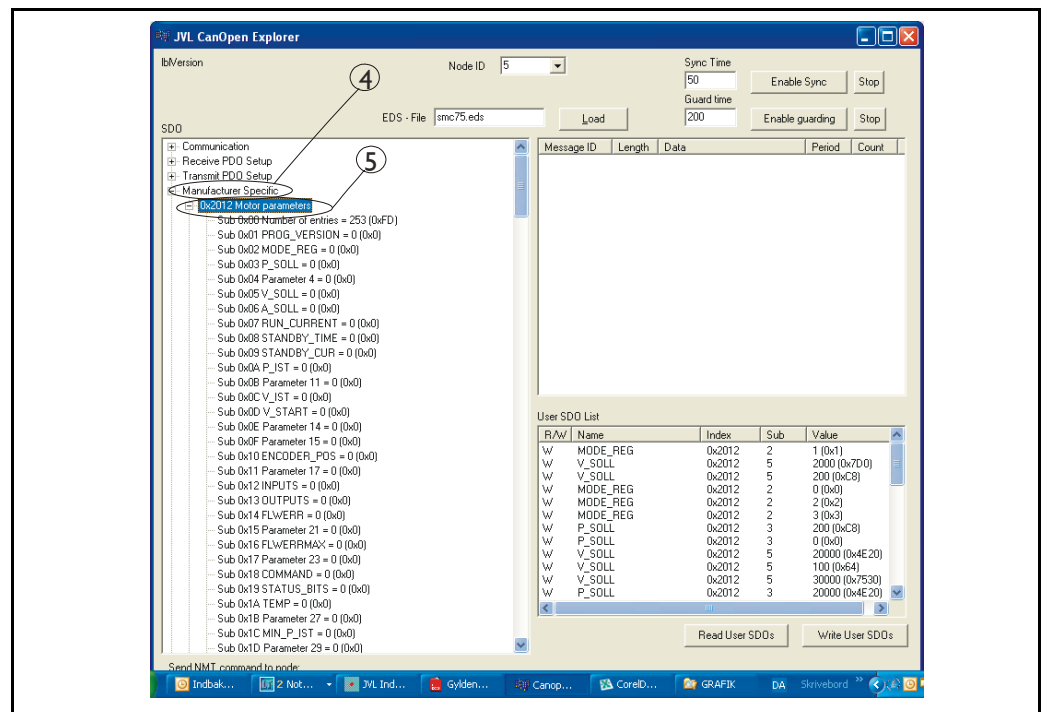 JVL CanOpen Explorer
lblVersion
Node ID 5
Sync Time
50 Enable Sync Stop
Guard time
EDS - File smc75.eds Load 200 Enable guarding Stop
4
5
SDO
Communication
Receive PDO Setup
Transmit PDO Setup
Manufacturer Specific
0x2012 Motor parameters
Sub 0x00 Number of entries = 253 (0xFD)
Sub 0x01 PROG_VERSION = 0 (0x0)
Sub 0x02 MODE_REG = 0 (0x0)
Sub 0x03 P_SOLL = 0 (0x0)
Sub 0x04 Parameter 4 = 0 (0x0)
Sub 0x05 V_SOLL = 0 (0x0)
Sub 0x06 A_SOLL = 0 (0x0)
Sub 0x07 RUN_CURRENT = 0 (0x0)
Sub 0x08 STANDBY_TIME = 0 (0x0)
Sub 0x09 STANDBY_CUR = 0 (0x0)
Sub 0x0A P_IST = 0 (0x0)
Sub 0x0B Parameter 11 = 0 (0x0)
Sub 0x0C V_IST = 0 (0x0)
Sub 0x0D V_START = 0 (0x0)
Sub 0x0E Parameter 14 = 0 (0x0)
Sub 0x0F Parameter 15 = 0 (0x0)
Sub 0x10 ENCODER_POS = 0 (0x0)
Sub 0x11 Parameter 17 = 0 (0x0)
Sub 0x12 INPUTS = 0 (0x0)
Sub 0x13 OUTPUTS = 0 (0x0)
Sub 0x14 FLWERR = 0 (0x0)
Sub 0x15 Parameter 21 = 0 (0x0)
Sub 0x16 FLWERRMAX = 0 (0x0)
Sub 0x17 Parameter 23 = 0 (0x0)
Sub 0x18 COMMAND = 0 (0x0)
Sub 0x19 STATUS_BITS = 0 (0x0)
Sub 0x1A TEMP = 0 (0x0)
Sub 0x1B Parameter 27 = 0 (0x0)
Sub 0x1C MIN_P_IST = 0 (0x0)
Sub 0x1D Parameter 29 = 0 (0x0)
Message ID Length Data Period Count
User SDO List
R/W Name Index Sub Value
W MODE_REG 0x2012 2 1 (0x1)
W V_SOLL 0x2012 5 2000 (0x7D0)
W V_SOLL 0x2012 5 200 (0xC8)
W MODE_REG 0x2012 2 0 (0x0)
W MODE_REG 0x2012 2 2 (0x2)
W MODE_REG 0x2012 2 3 (0x3)
W P_SOLL 0x2012 3 200 (0xC8)
W P_SOLL 0x2012 3 0 (0x0)
W V_SOLL 0x2012 5 20000 (0x4E20)
W V_SOLL 0x2012 5 100 (0x64)
W V_SOLL 0x2012 5 30000 (0x7530)
W P_SOLL 0x2012 3 20000 (0x4E20)
Read User SDOs Write User SDOs
Send NMT command to node:
Indbak... 2 Not... JVL Ind... Gylden... Canop... CorelD... GRAFIK DA Skrivebord